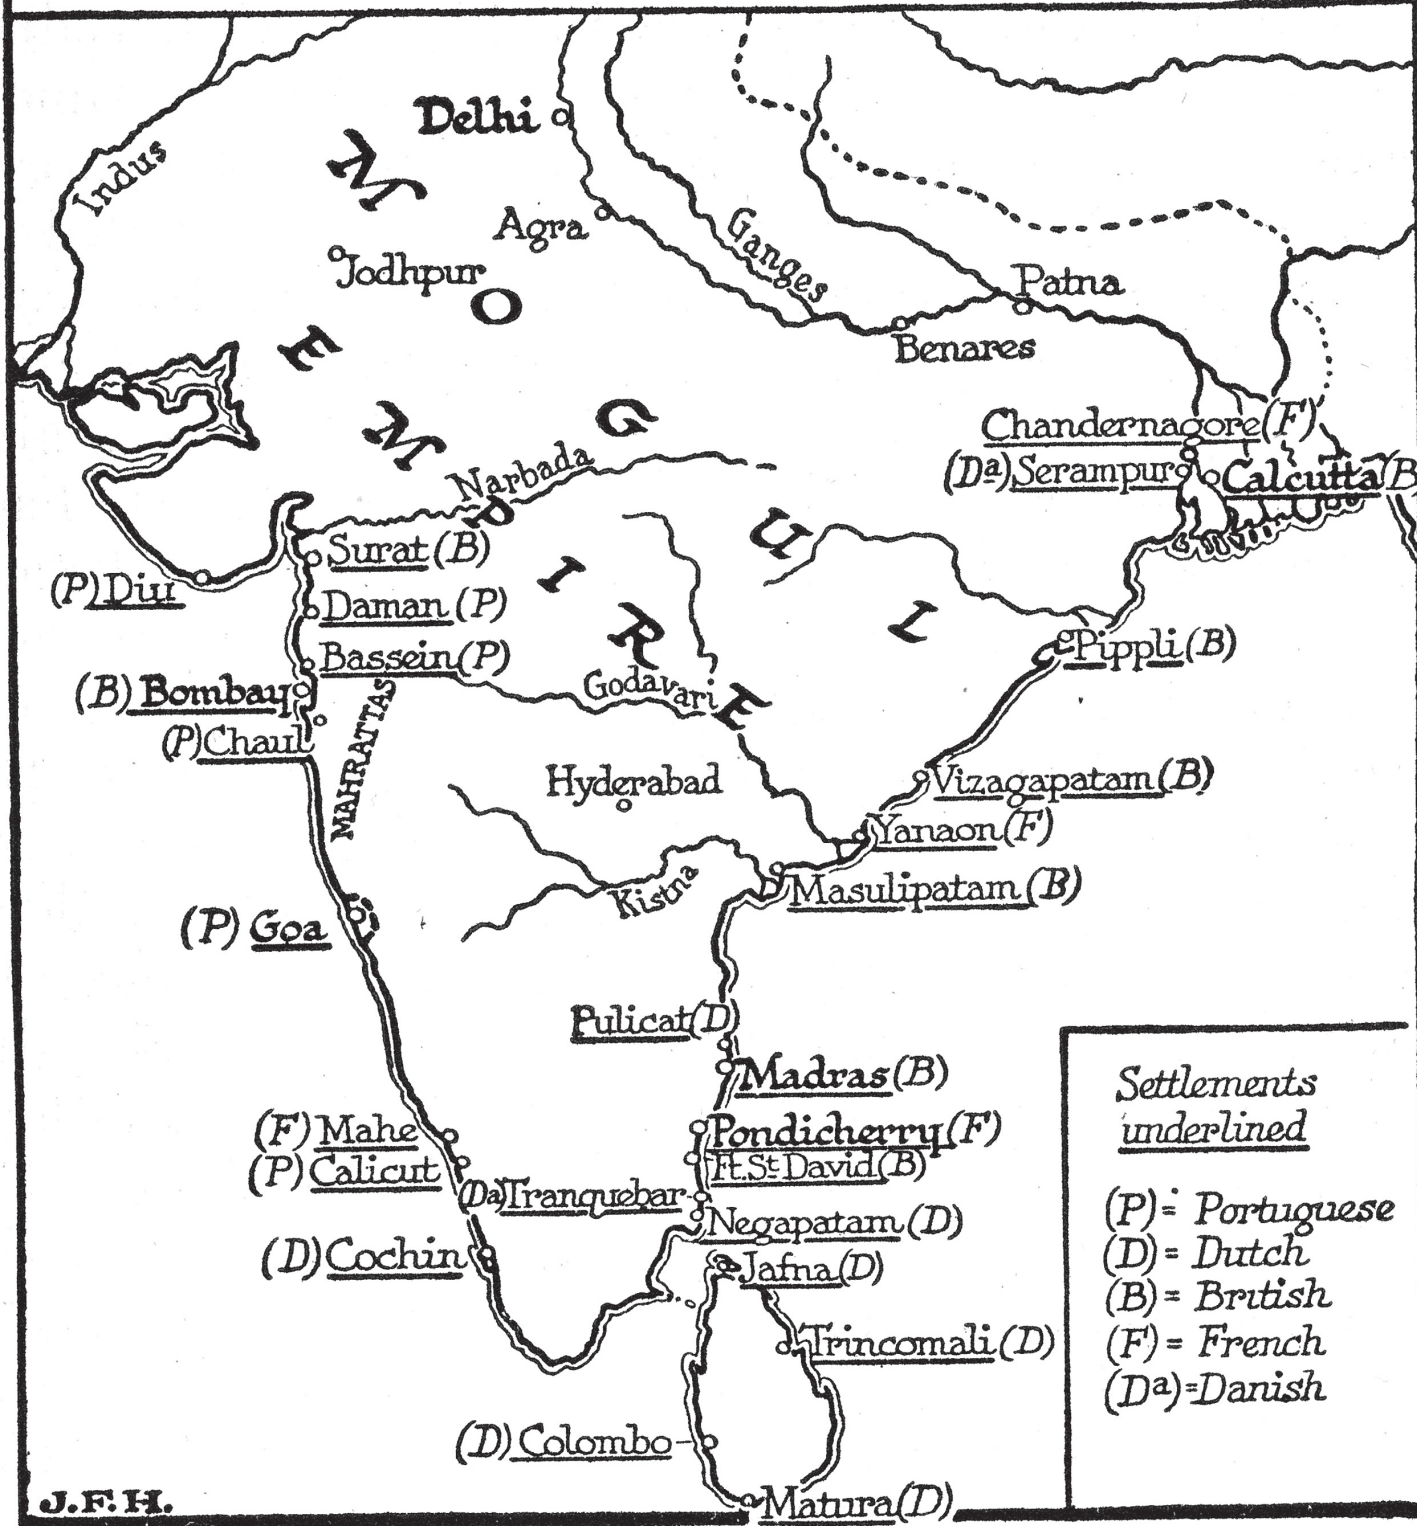 Delhi
Indus
Agra
Ganges
Jodhpur
Patna
Benares
MOGUL
EMPIRE
Chandernagore (F)
(Da) Serampur
Calcutta (B
Narbada
Surat (B)
(P) Diu
Daman (P)
Bassein (P)
Pippli (B)
Godavari
(B) Bombay
MAHRATTAS
(P) Chaul
Hyderabad
Vizagapatam (B)
Yanaon (F)
Kistna
Masulipatam (B)
(P) Goa
Pulicat (D)
Madras (B)
(F) Mahe
Pondicherry (F)
(P) Calicut
Ft. St David (B)
(Da) Tranquebar
Negapatam (D)
(D) Cochin
Jafna (D)
Trincomali (D)
(D) Colombo
Matura (D)
Settlements
underlined
(P) = Portuguese
(D) = Dutch
(B) = British
(F) = French
(Da) = Danish
J.F.H.